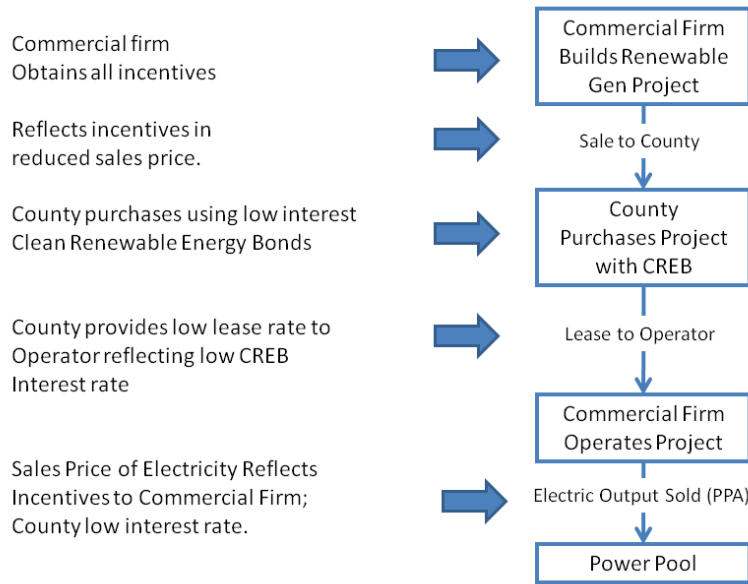 Commercial firm
Obtains all incentives
Commercial Firm
Builds Renewable
Gen Project
Reflects incentives in
reduced sales price.
Sale to County
County purchases using low interest
Clean Renewable Energy Bonds
County
Purchases Project
with CREB
County provides low lease rate to
Operator reflecting low CREB
Interest rate
Lease to Operator
Commercial Firm
Operates Project
Sales Price of Electricity Reflects
Incentives to Commercial Firm;
County low interest rate.
Electric Output Sold (PPA)
Power Pool